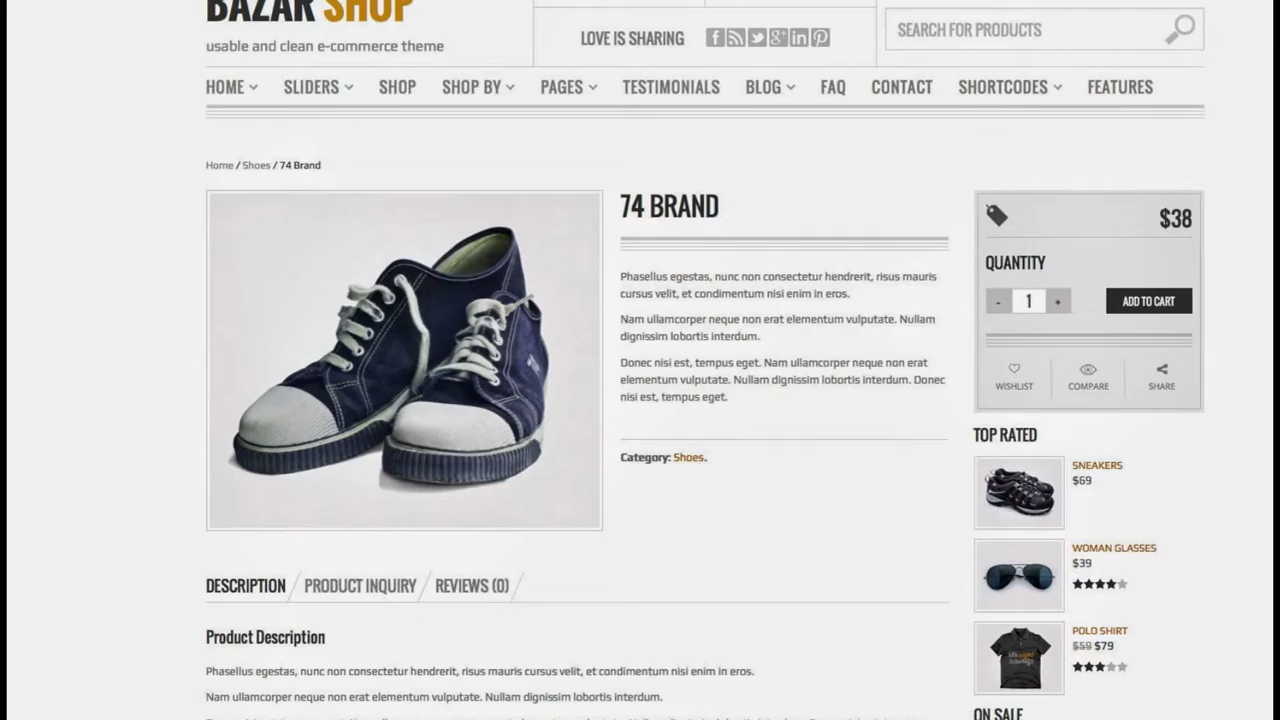 BAZAR SHOP
usable and clean e-commerce theme
LOVE IS SHARING
SEARCH FOR PRODUCTS
HOME SLIDERS SHOP SHOP BY PAGES TESTIMONIALS BLOG FAQ CONTACT SHORTCODES FEATURES
Home / Shoes / 74 Brand
74 BRAND
Phasellus egestas, nunc non consectetur hendrerit, risus mauris
cursus velit, et condimentum nisi enim in eros.
Nam ullamcorper neque non erat elementum vulputate. Nullam
dignissim lobortis interdum.
Donec nisi est, tempus eget. Nam ullamcorper neque non erat
elementum vulputate. Nullam dignissim lobortis interdum. Donec
nisi est, tempus eget.
Category: Shoes.
$38
QUANTITY
- 1 + ADD TO CART
WISHLIST COMPARE SHARE
TOP RATED
SNEAKERS
$69
WOMAN GLASSES
$39
POLO SHIRT
$59 $79
ON SALE
DESCRIPTION PRODUCT INQUIRY REVIEWS (0)
Product Description
Phasellus egestas, nunc non consectetur hendrerit, risus mauris cursus velit, et condimentum nisi enim in eros.
Nam ullamcorper neque non erat elementum vulputate. Nullam dignissim lobortis interdum.